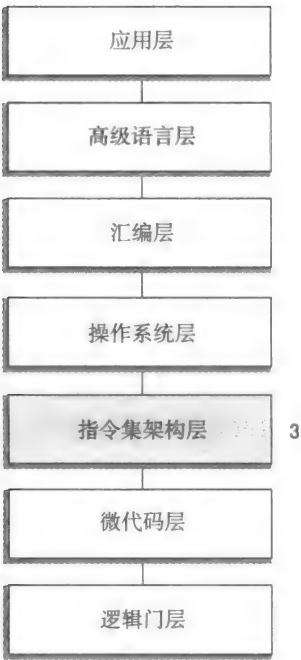 应用层
高级语言层
汇编层
操作系统层
指令集架构层 3
微代码层
逻辑门层